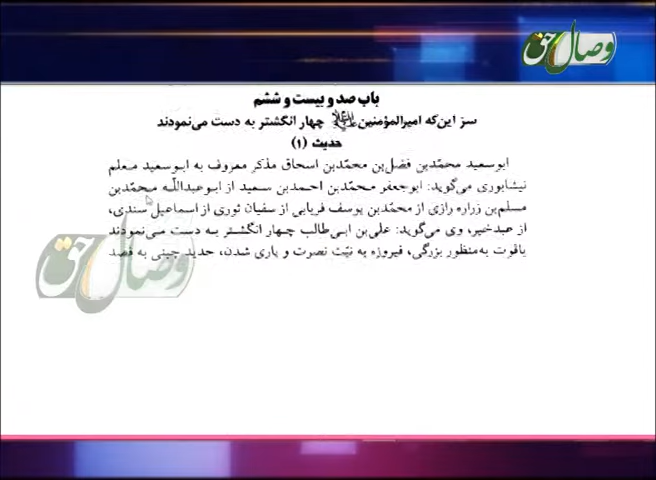 وصال حق
باب صد و بیست و ششم
سرّ این‌که امیرالمؤمنین علیه‌السلام چهار انگشتر به دست می‌نمودند
حدیث (۱)
ابوسعید محمّدبن فضل‌بن محمّدبن اسحاق مذکر معروف به ابوسعید معلم
نیشابوری می‌گوید: ابوجعفر محمّدبن احمدبن سعید از ابوعبداللّه محمّدبن
مسلم‌بن زراره رازی از محمّدبن یوسف فریابی از سفیان ثوری از اسماعیل سندی،
از عبدخیر، وی می‌گوید: علی‌بن ابی‌طالب چهار انگشتر به دست می‌نمودند
یاقوت به‌منظور بزرگی، فیروزه به نیّت نصرت و یاری شدن، حدید چینی به قصد
وصال حق